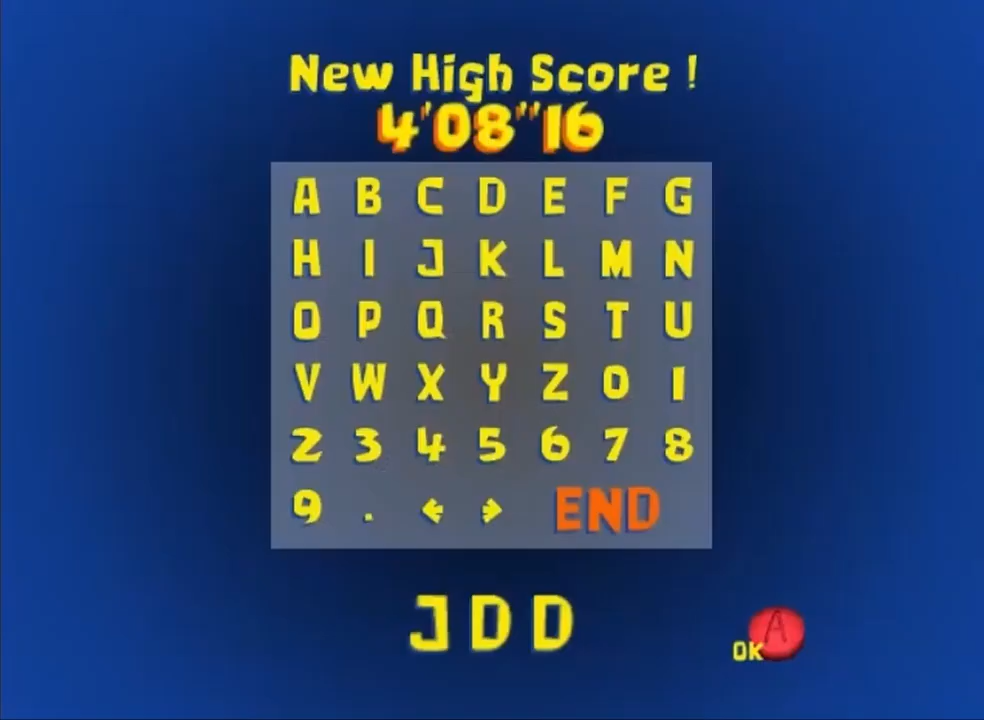 New High Score !
4'08"16
A B C D E F G
H I J K L M N
O P Q R S T U
V W X Y Z 0 1
2 3 4 5 6 7 8
9 . ← → END
JDD
A
OK